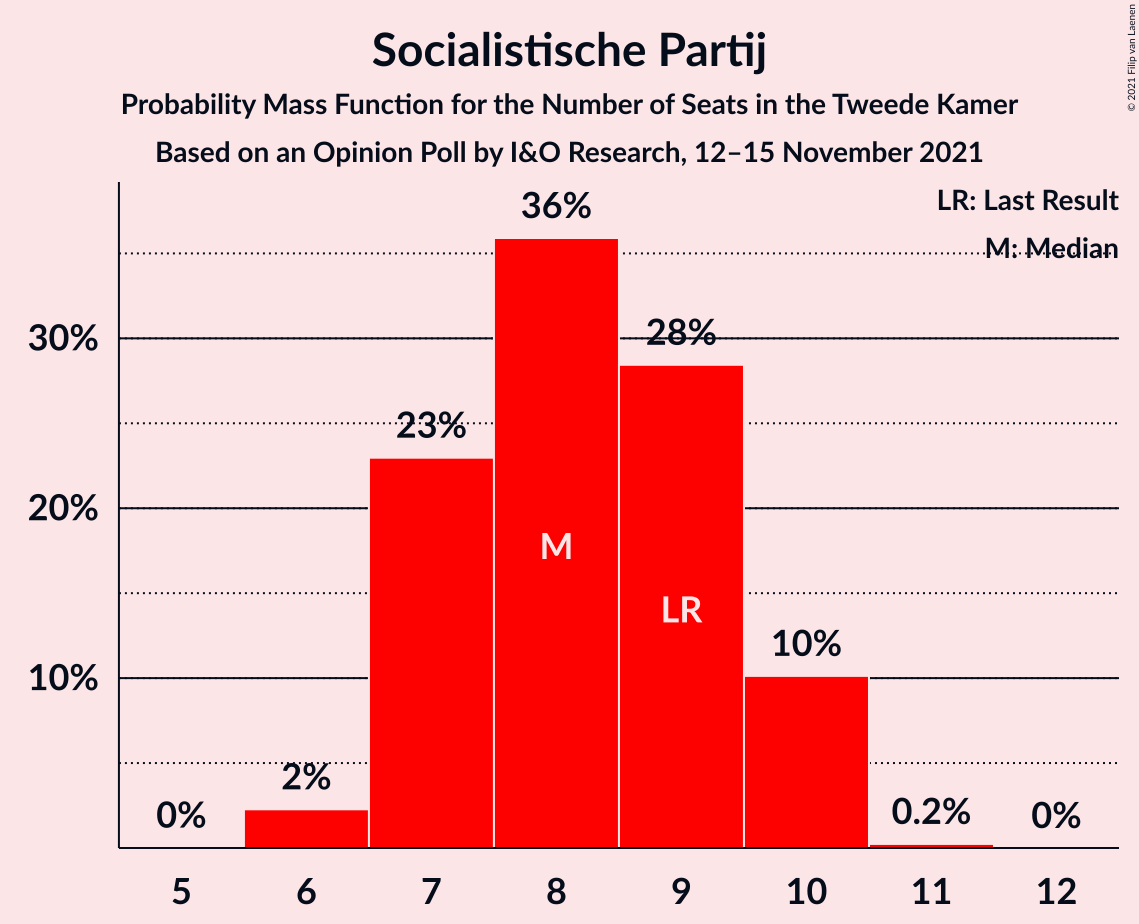 Socialistische Partij
Probability Mass Function for the Number of Seats in the Tweede Kamer
Based on an Opinion Poll by I&O Research, 12–15 November 2021
© 2021 Filip van Laenen
LR: Last Result
M: Median
36%
28%
23%
10%
2%
0%
0.2%
0%
M
LR
30%
20%
10%
5 6 7 8 9 10 11 12